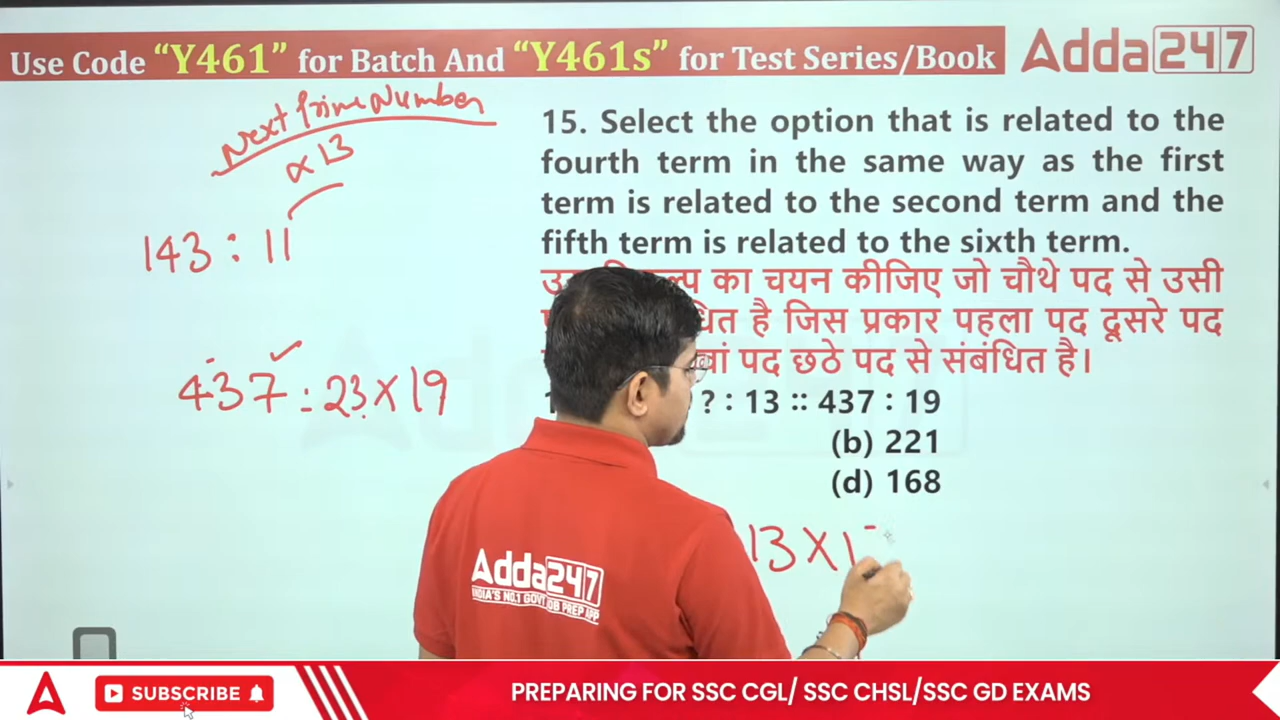 Use Code “Y461” for Batch And “Y461s” for Test Series/Book
Adda247
Next Prime Number
×13
143 : 11
437 : 23×19
15. Select the option that is related to the
fourth term in the same way as the first
term is related to the second term and the
fifth term is related to the sixth term.
का चयन कीजिए जो चौथे पद से उसी
है जिस प्रकार पहला पद दूसरे पद
पद छठे पद से संबंधित है।
? : 13 :: 437 : 19
(b) 221
(d) 168
13×1
Adda247
INDIA'S NO.1 GOVT JOB PREP APP
SUBSCRIBE
PREPARING FOR SSC CGL/ SSC CHSL/SSC GD EXAMS